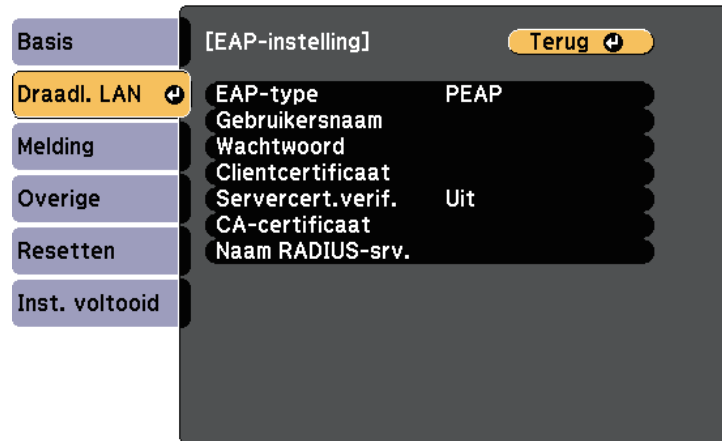 Basis
Draadl. LAN
Melding
Overige
Resetten
Inst. voltooid
[EAP-instelling]
Terug
EAP-type PEAP
Gebruikersnaam
Wachtwoord
Clientcertificaat
Servercert.verif. Uit
CA-certificaat
Naam RADIUS-srv.